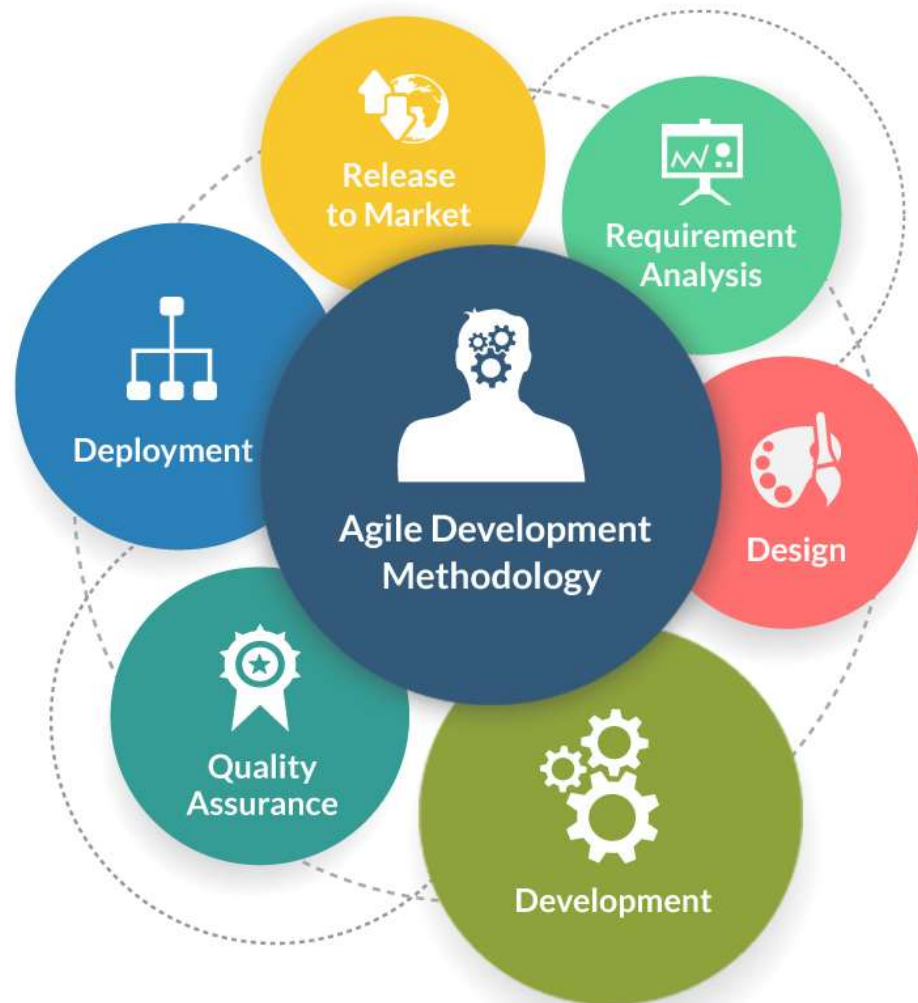 Release
to Market
Requirement
Analysis
Deployment
Agile Development
Methodology
Design
Quality
Assurance
Development